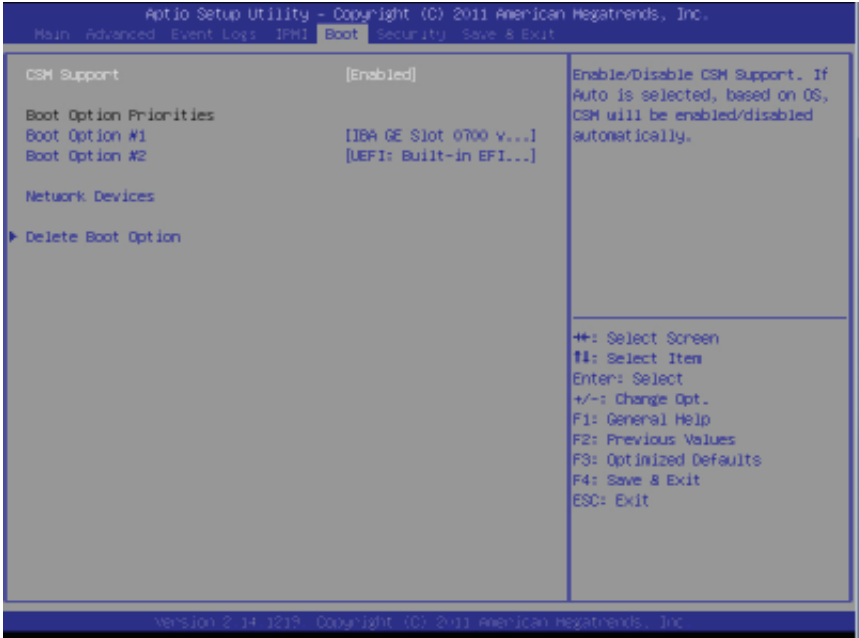 Aptio Setup Utility - Copyright (C) 2011 American Megatrends, Inc.
Main Advanced Event Logs IPMI Boot Security Save & Exit
CSM Support [Enabled]
Boot Option Priorities
Boot Option #1 [IBA GE Slot 0700 v...]
Boot Option #2 [UEFI: Built-in EFI...]
Network Devices
▶ Delete Boot Option
Enable/Disable CSM Support. If
Auto is selected, based on OS,
CSM will be enabled/disabled
automatically.
→←: Select Screen
↑↓: Select Item
Enter: Select
+/-: Change Opt.
F1: General Help
F2: Previous Values
F3: Optimized Defaults
F4: Save & Exit
ESC: Exit
Version 2.14.1219. Copyright (C) 2011 American Megatrends, Inc.